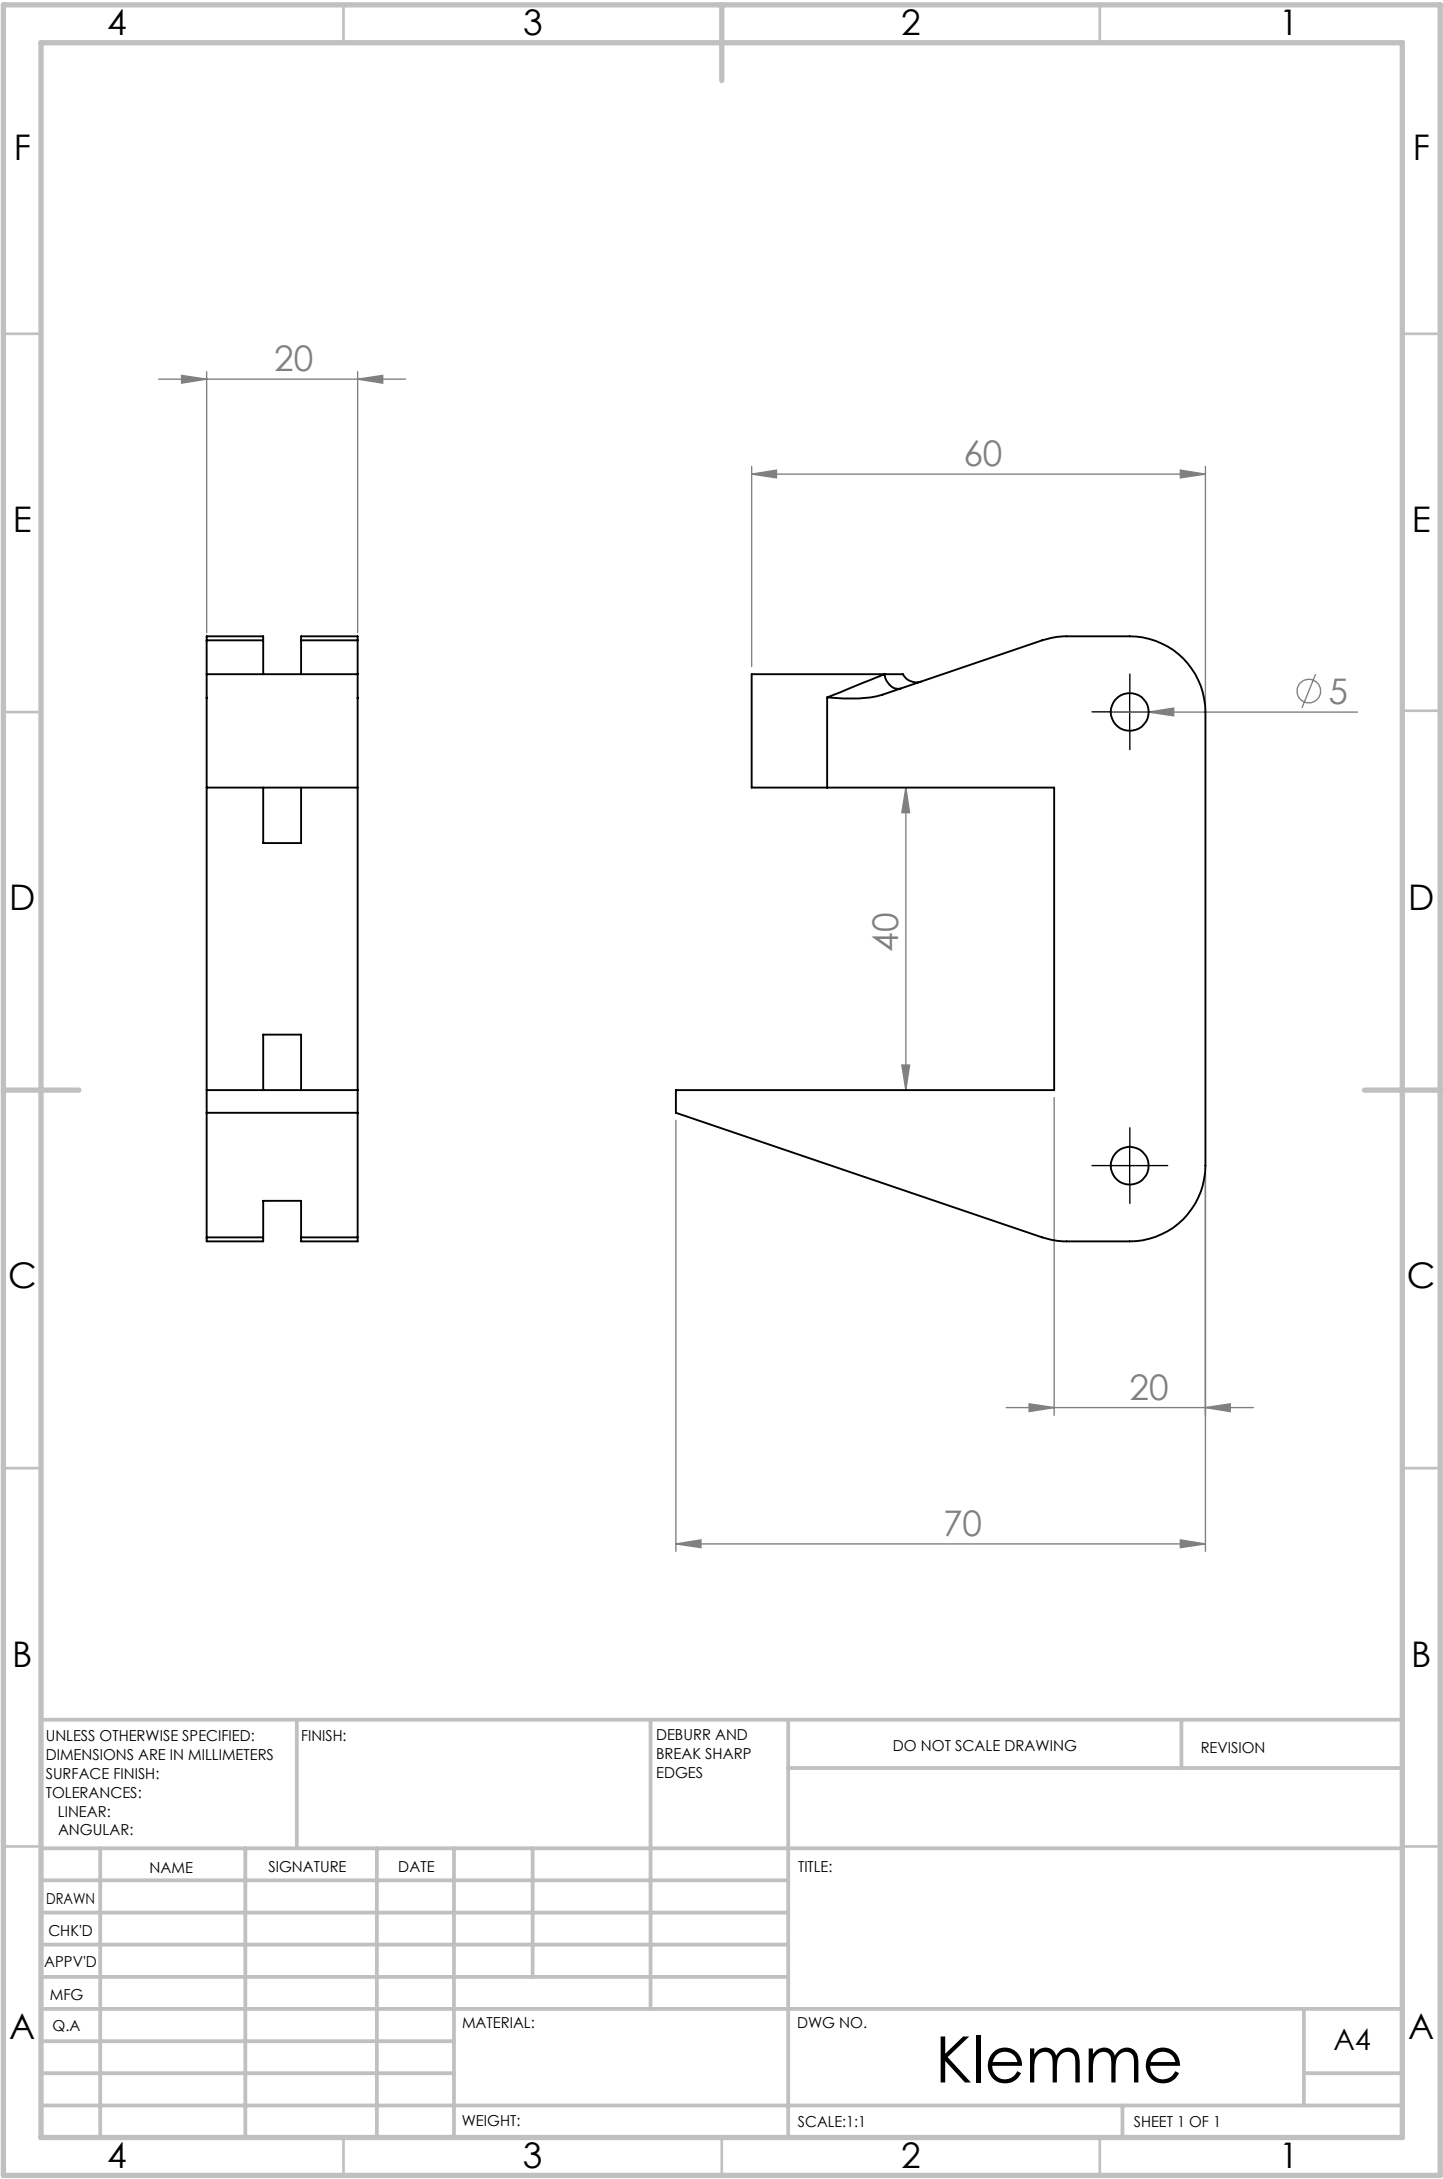 4 3 2 1
F F
20
60
E E
⌀5
40
D D
20
C C
70
B B
UNLESS OTHERWISE SPECIFIED:
DIMENSIONS ARE IN MILLIMETERS
SURFACE FINISH:
TOLERANCES:
LINEAR:
ANGULAR:
FINISH:
DEBURR AND
BREAK SHARP
EDGES
DO NOT SCALE DRAWING
REVISION
NAME SIGNATURE DATE
DRAWN
CHK'D
APPV'D
MFG
Q.A
TITLE:
MATERIAL:
DWG NO.
Klemme
A4
A A
WEIGHT:
SCALE:1:1
SHEET 1 OF 1
4 3 2 1